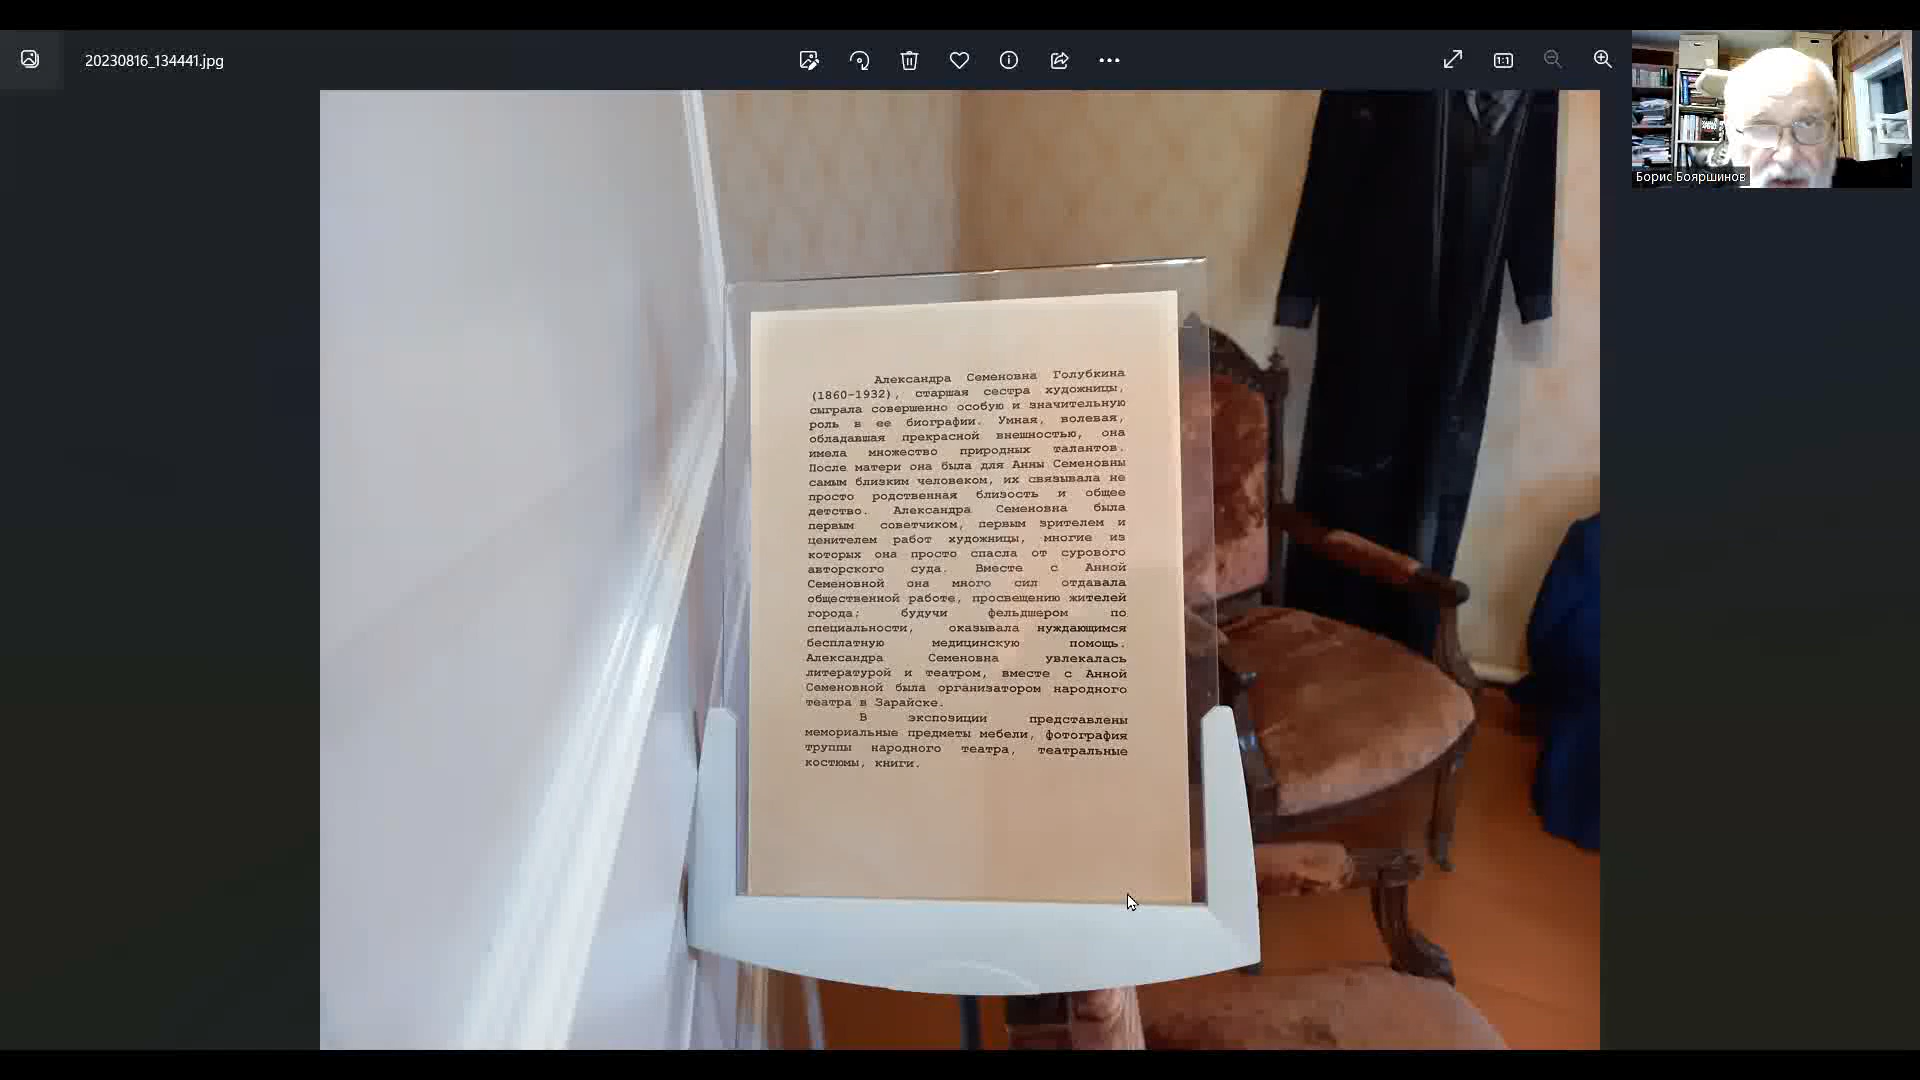 20230816_134441.jpg
Борис Бояршинов
Александра Семеновна Голубкина
(1860-1932), старшая сестра художницы,
сыграла совершенно особую и значительную
роль в ее биографии. Умная, волевая,
обладавшая прекрасной внешностью, она
имела множество природных талантов.
После матери она была для Анны Семеновны
самым близким человеком, их связывала не
просто родственная близость и общее
детство. Александра Семеновна была
первым советчиком, первым зрителем и
ценителем работ художницы, многие из
которых она просто спасла от сурового
авторского суда. Вместе с Анной
Семеновной она много сил отдавала
общественной работе, просвещению жителей
города; будучи фельдшером по
специальности, оказывала нуждающимся
бесплатную медицинскую помощь.
Александра Семеновна увлекалась
литературой и театром, вместе с Анной
Семеновной была организатором народного
театра в Зарайске.
В экспозиции представлены
мемориальные предметы мебели, фотография
труппы народного театра, театральные
костюмы, книги.